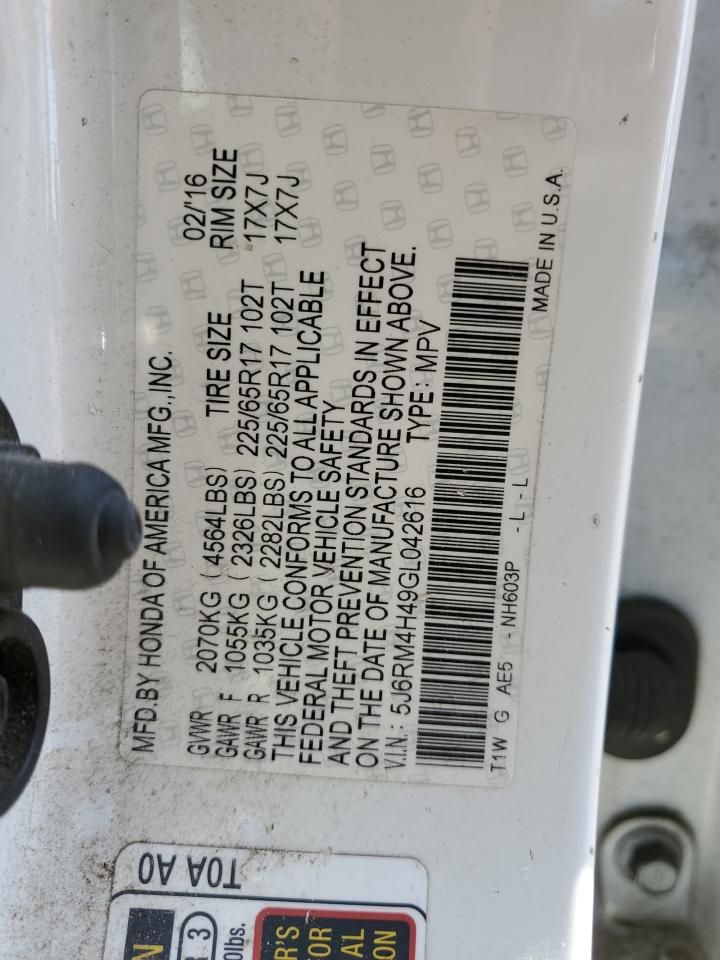 MFD.BY HONDA OF AMERICA MFG.,INC. 02/'16
GVWR 2070KG ( 4564LBS) TIRE SIZE RIM SIZE
GAWR F 1055KG ( 2326LBS) 225/65R17 102T 17X7J
GAWR R 1035KG ( 2282LBS) 225/65R17 102T 17X7J
THIS VEHICLE CONFORMS TO ALL APPLICABLE
FEDERAL MOTOR VEHICLE SAFETY
AND THEFT PREVENTION STANDARDS IN EFFECT
ON THE DATE OF MANUFACTURE SHOWN ABOVE.
V.I.N.: 5J6RM4H49GL042616 TYPE: MPV
T1W G AE5 - NH603P - L1-L
MADE IN U.S.A.
T0A A0